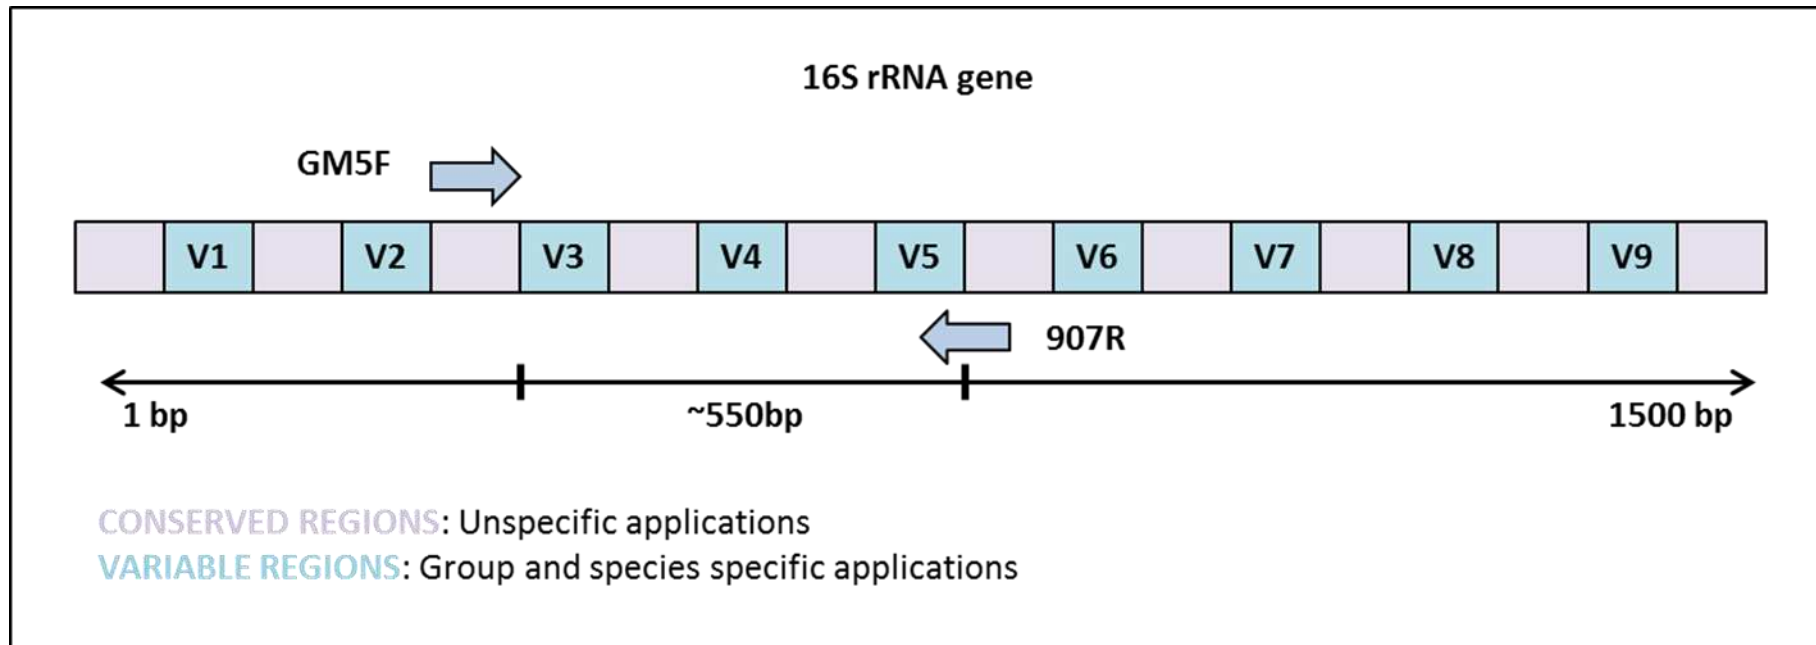 16S rRNA gene
GM5F
V1 V2 V3 V4 V5 V6 V7 V8 V9
907R
1 bp ~550bp 1500 bp
CONSERVED REGIONS: Unspecific applications
VARIABLE REGIONS: Group and species specific applications